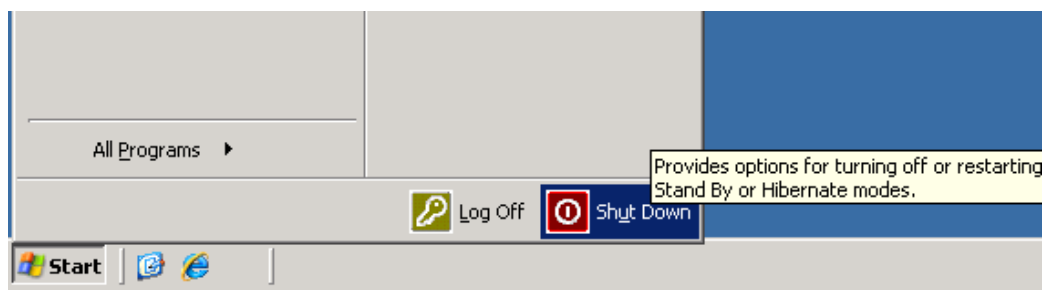 All Programs
Provides options for turning off or restarting
Stand By or Hibernate modes.
Log Off
Shut Down
Start